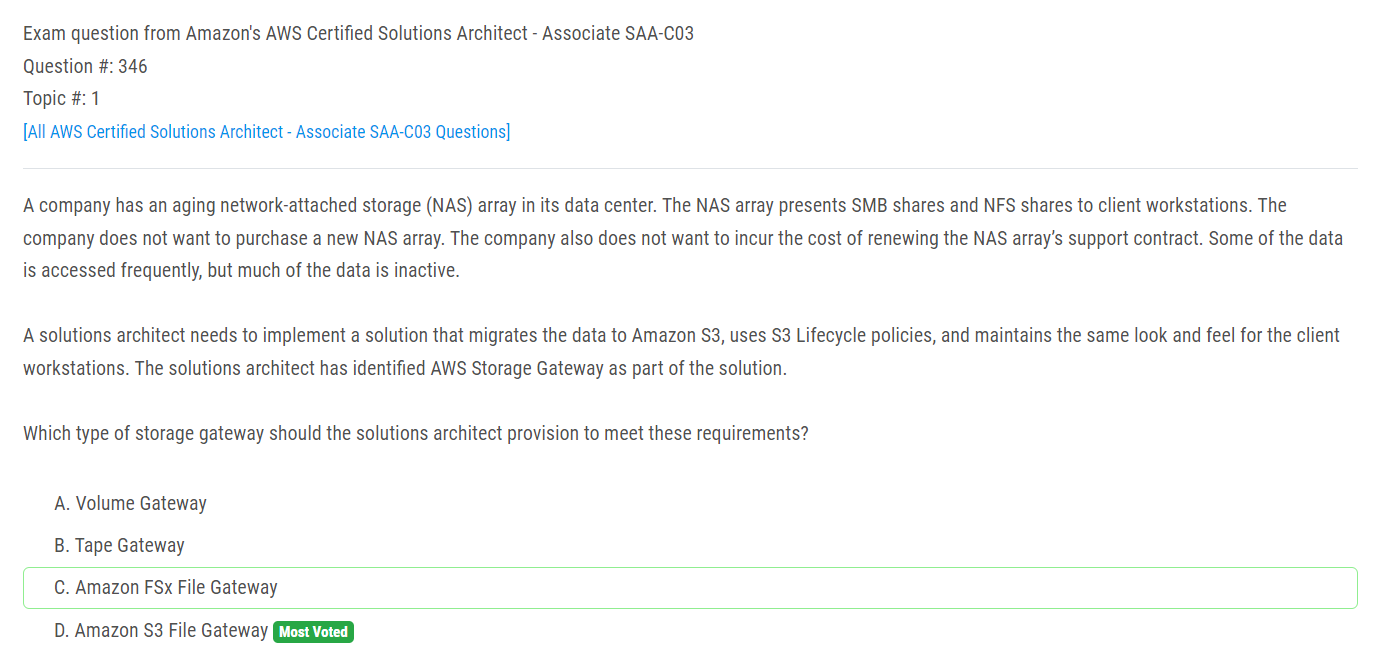 Exam question from Amazon's AWS Certified Solutions Architect - Associate SAA-C03
Question #: 346
Topic #: 1
[All AWS Certified Solutions Architect - Associate SAA-C03 Questions]
A company has an aging network-attached storage (NAS) array in its data center. The NAS array presents SMB shares and NFS shares to client workstations. The
company does not want to purchase a new NAS array. The company also does not want to incur the cost of renewing the NAS array’s support contract. Some of the data
is accessed frequently, but much of the data is inactive.
A solutions architect needs to implement a solution that migrates the data to Amazon S3, uses S3 Lifecycle policies, and maintains the same look and feel for the client
workstations. The solutions architect has identified AWS Storage Gateway as part of the solution.
Which type of storage gateway should the solutions architect provision to meet these requirements?
A. Volume Gateway
B. Tape Gateway
C. Amazon FSx File Gateway
D. Amazon S3 File Gateway Most Voted